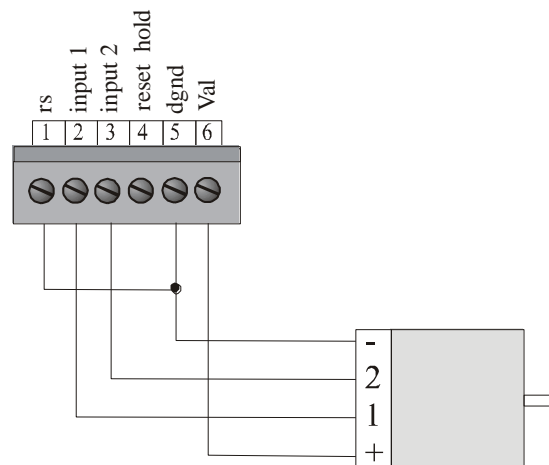 rs
input 1
input 2
reset hold
dgnd
Val
1 2 3 4 5 6
-
2
1
+